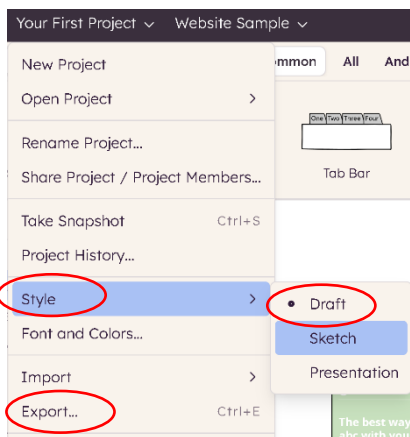 Your First Project Website Sample
New Project
mmon All And
Open Project
One Two Three Four
Rename Project...
Share Project / Project Members...
Tab Bar
Take Snapshot Ctrl+S
Project History...
Style
Draft
Font and Colors...
Sketch
Import
Presentation
Export... Ctrl+E
The best way
abc with you